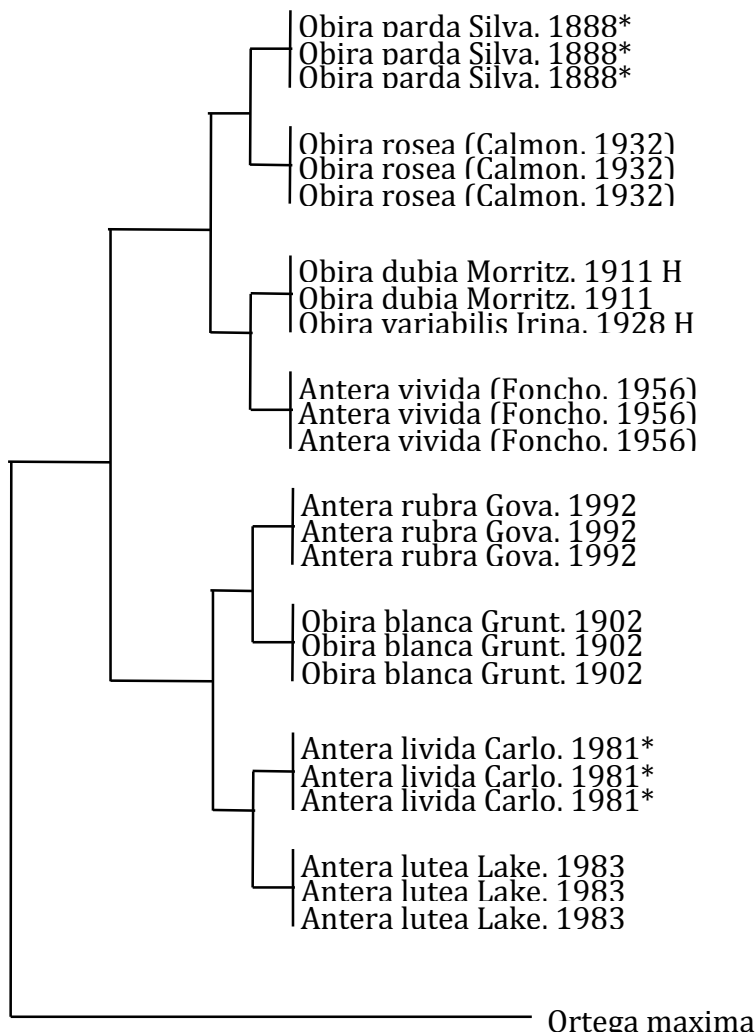 Obira parda Silva. 1888*
Obira parda Silva. 1888*
Obira parda Silva. 1888*
Obira rosea (Calmon. 1932)
Obira rosea (Calmon. 1932)
Obira rosea (Calmon. 1932)
Obira dubia Morritz. 1911 H
Obira dubia Morritz. 1911
Obira variabilis Irina. 1928 H
Antera vivida (Foncho. 1956)
Antera vivida (Foncho. 1956)
Antera vivida (Foncho. 1956)
Antera rubra Gova. 1992
Antera rubra Gova. 1992
Antera rubra Gova. 1992
Obira blanca Grunt. 1902
Obira blanca Grunt. 1902
Obira blanca Grunt. 1902
Antera livida Carlo. 1981*
Antera livida Carlo. 1981*
Antera livida Carlo. 1981*
Antera lutea Lake. 1983
Antera lutea Lake. 1983
Antera lutea Lake. 1983
Ortega maxima